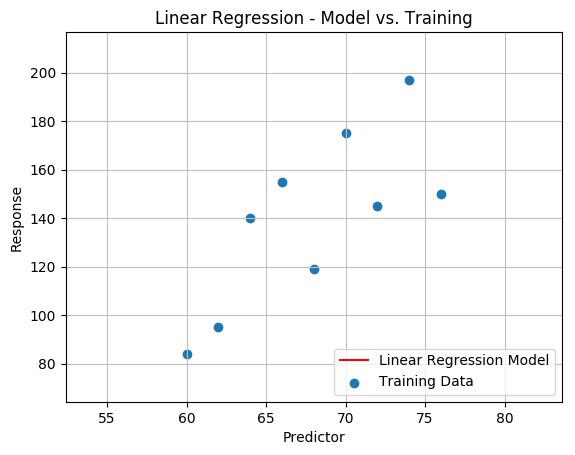 Linear Regression - Model vs. Training
Response
200
180
160
140
120
100
80
Linear Regression Model
Training Data
55 60 65 70 75 80
Predictor